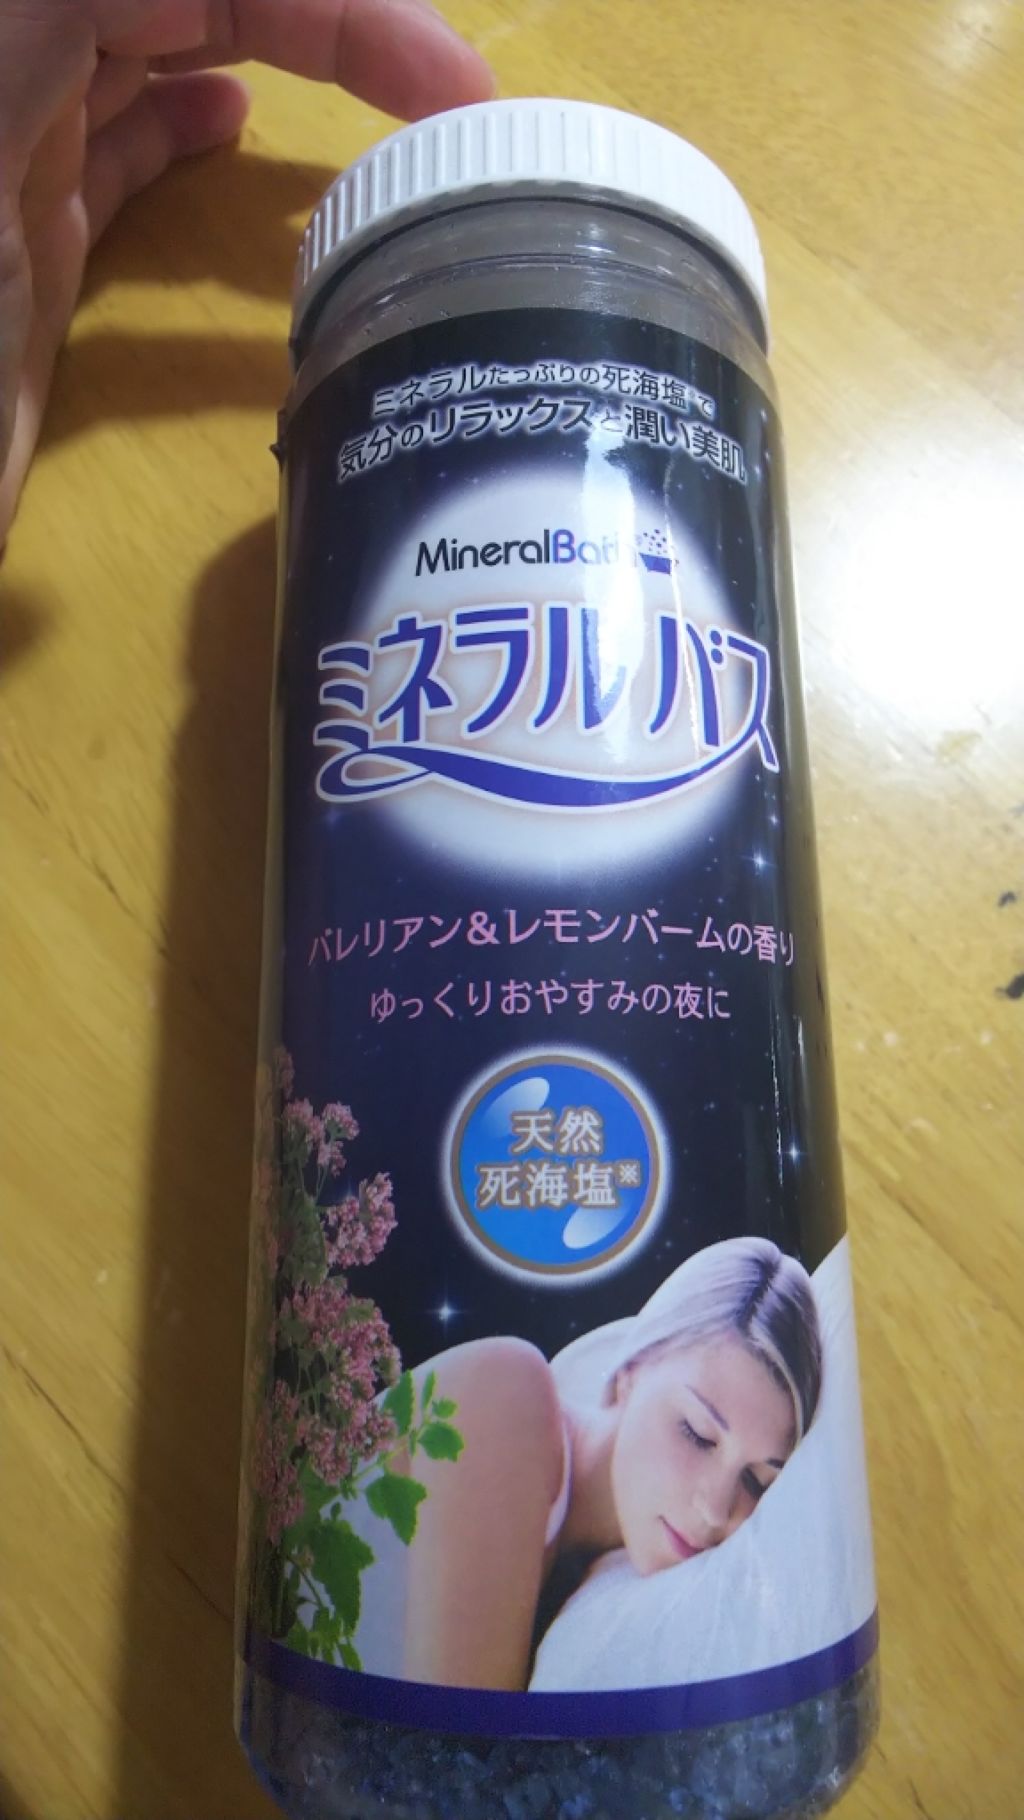 ミネラルたっぷりの死海塩※で
気分のリラックスと潤い美肌
MineralBath
ミネラルバス
バレリアン&レモンバームの香り
ゆっくりおやすみの夜に
天然
死海塩※